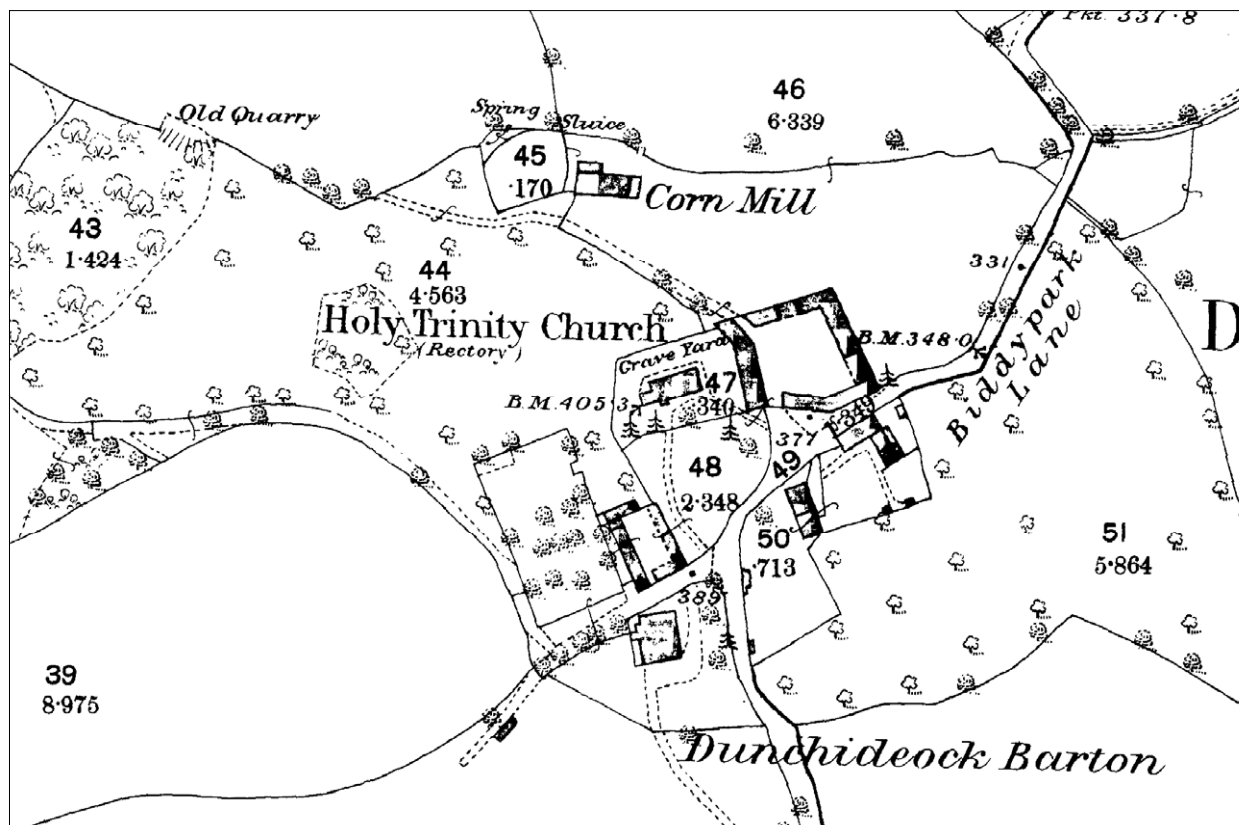 Pkt. 337·8
Old Quarry
Spring
Sluice
46
6·339
45
·170
Corn Mill
43
1·424
44
4·563
331
Holy Trinity Church
(Rectory)
Biddypark
Lane
D
B.M. 348·0
Grave Yard
47
·340
B.M. 405·3
·349
377
49
48
2·348
50
·713
51
5·864
389
39
8·975
Dunchideock Barton